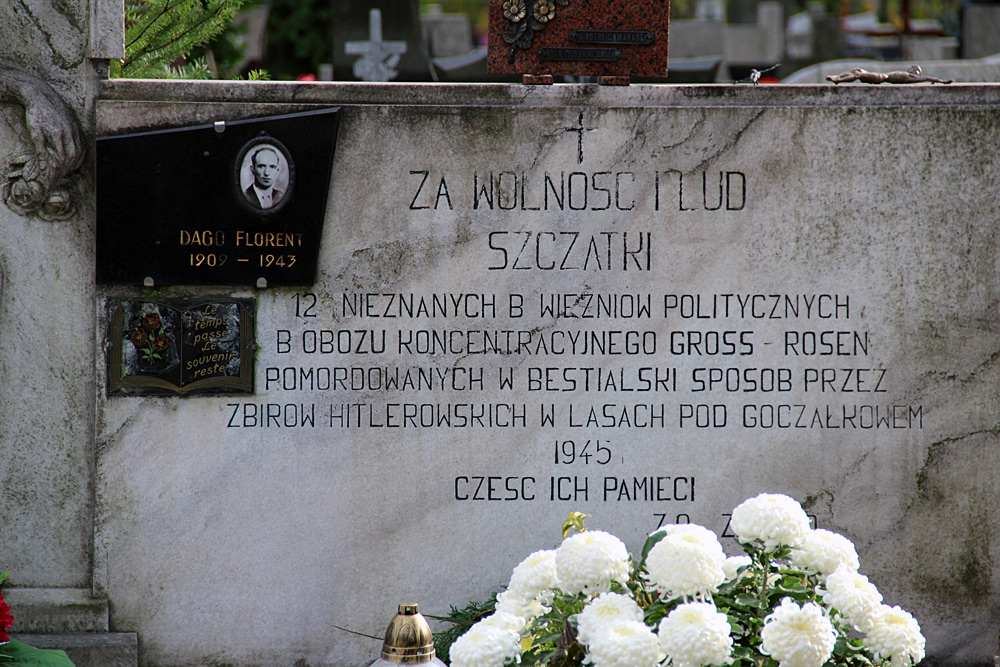 ZA WOLNOSC I LUD
SZCZATKI
12 NIEZNANYCH B WIEZNIOW POLITYCZNYCH
B OBOZU KONCENTRACYJNEGO GROSS - ROSEN
POMORDOWANYCH W BESTIALSKI SPOSOB PRZEZ
ZBIROW HITLEROWSKICH W LASACH POD GOCZAŁKOWEM
1945
CZESC ICH PAMIECI
DAGO FLORENT
1909 - 1943
Le
temps
passe
Le
souvenir
reste